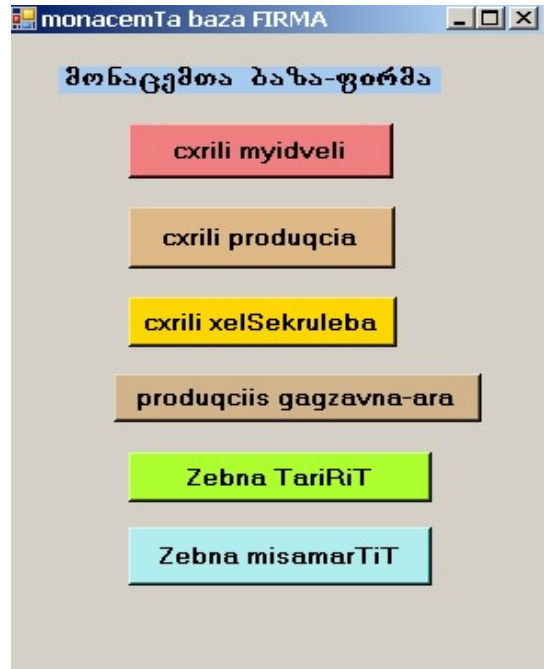 monacemTa baza FIRMA
მონაცემთა ბაზა-ფირმა
cxrili myidveli
cxrili produqcia
cxrili xelSekruleba
produqciis gagzavna-ara
Zebna TariRiT
Zebna misamarTiT